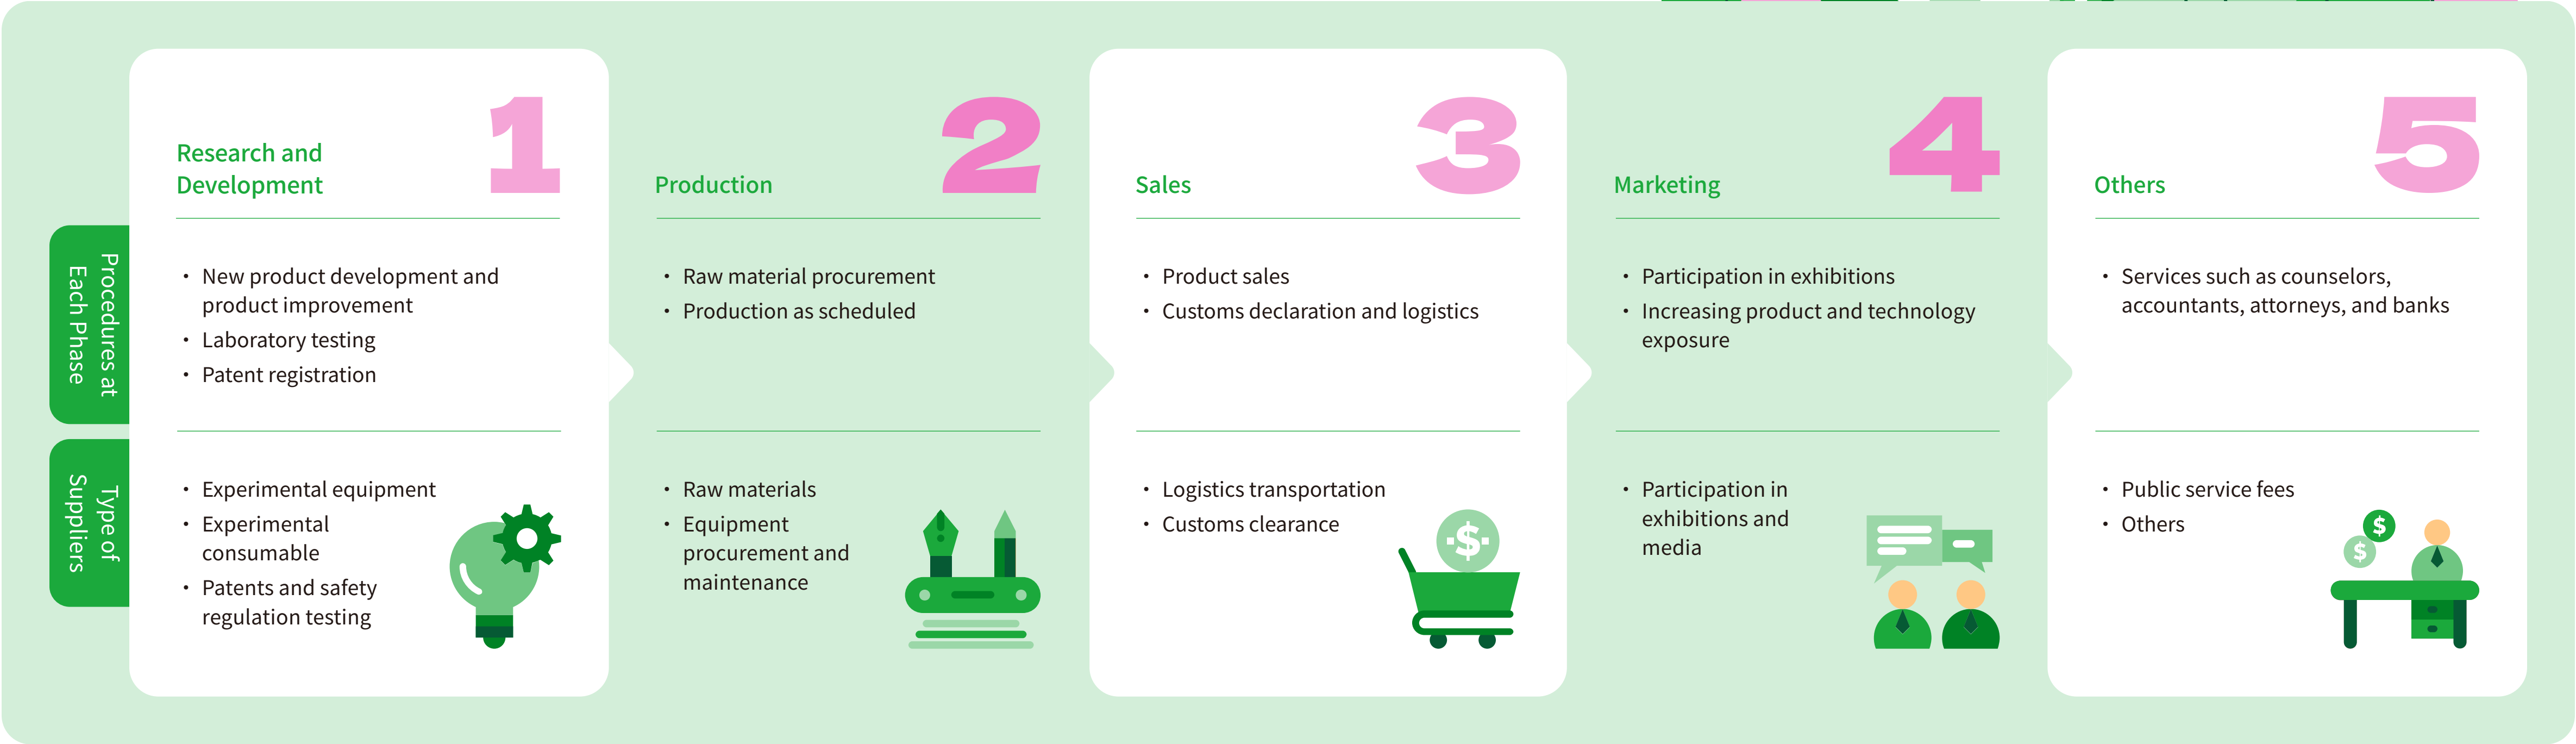 Procedures at
Each Phase
Type of
Suppliers
1
Research and
Development
・ New product development and
product improvement
・ Laboratory testing
・ Patent registration
・ Experimental equipment
・ Experimental
consumable
・ Patents and safety
regulation testing
2
Production
・ Raw material procurement
・ Production as scheduled
・ Raw materials
・ Equipment
procurement and
maintenance
3
Sales
・ Product sales
・ Customs declaration and logistics
・ Logistics transportation
・ Customs clearance
$
4
Marketing
・ Participation in exhibitions
・ Increasing product and technology
exposure
・ Participation in
exhibitions and
media
5
Others
・ Services such as counselors,
accountants, attorneys, and banks
・ Public service fees
・ Others
$
$